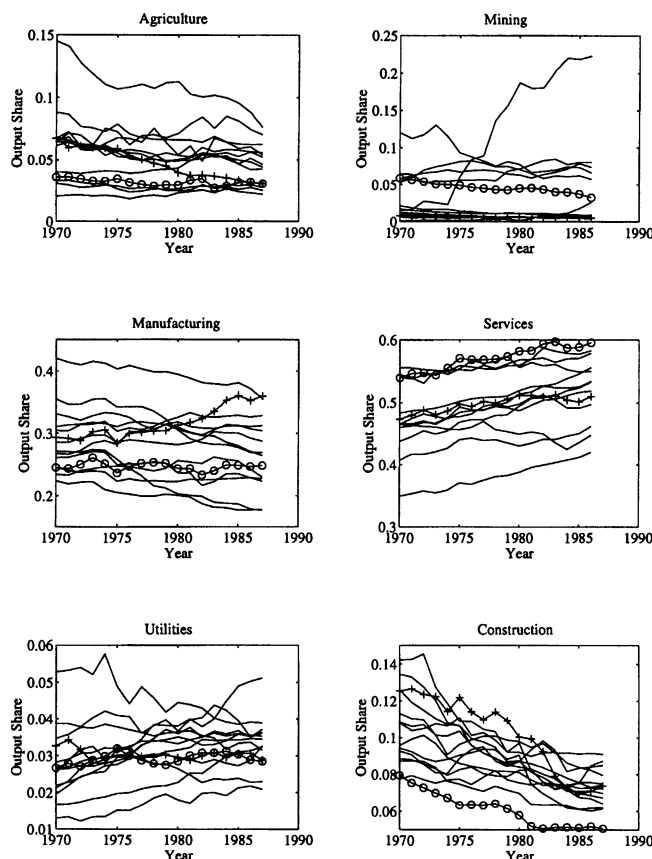 Agriculture
0.15
0.1
0.05
0
Output Share
1970 1975 1980 1985 1990
Year
Mining
0.25
0.2
0.15
0.1
0.05
0
Output Share
1970 1975 1980 1985 1990
Year
Manufacturing
0.4
0.3
0.2
Output Share
1970 1975 1980 1985 1990
Year
Services
0.6
0.5
0.4
0.3
Output Share
1970 1975 1980 1985 1990
Year
Utilities
0.06
0.05
0.04
0.03
0.02
0.01
Output Share
1970 1975 1980 1985 1990
Year
Construction
0.14
0.12
0.1
0.08
0.06
Output Share
1970 1975 1980 1985 1990
Year